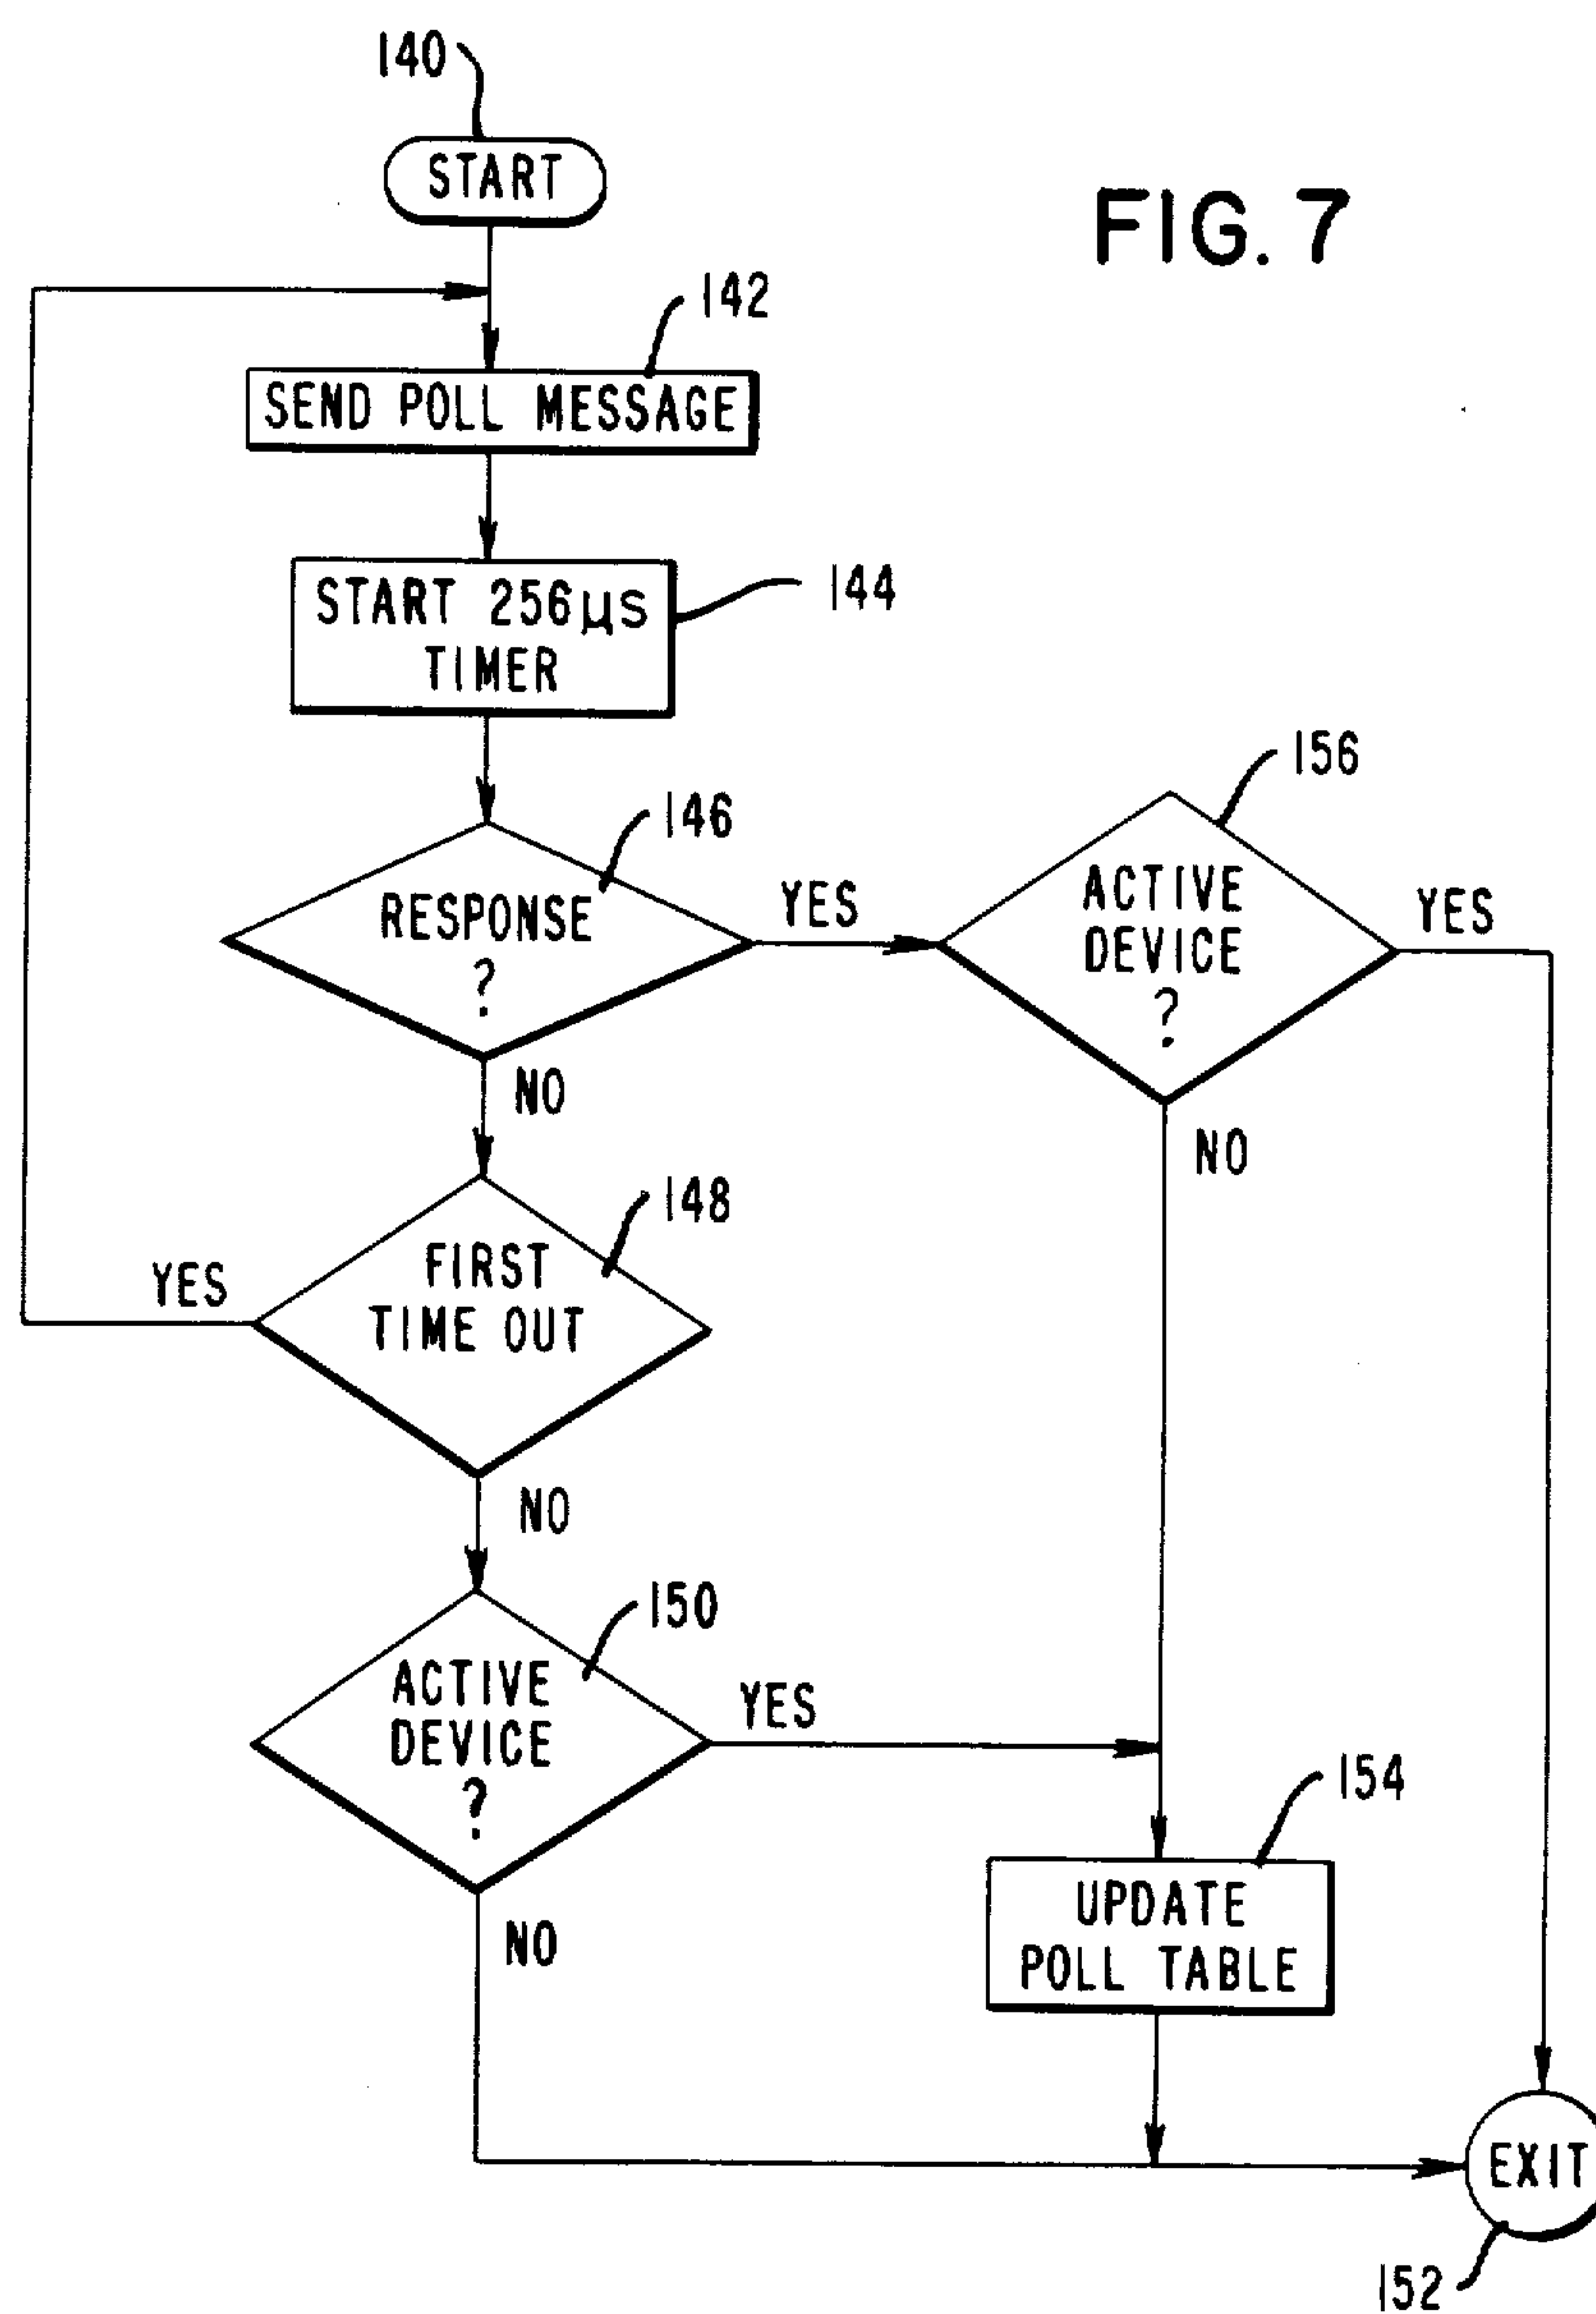 140
START
FIG. 7
142
SEND POLL MESSAGE
START 256µs
TIMER
144
156
146
RESPONSE
?
YES
ACTIVE
DEVICE
?
YES
NO
NO
148
FIRST
TIME OUT
YES
NO
150
ACTIVE
DEVICE
?
YES
154
UPDATE
POLL TABLE
NO
EXIT
152